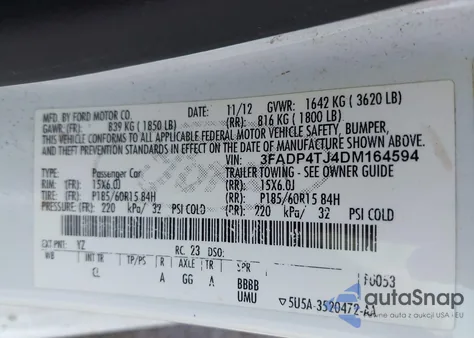 MFD. BY FORD MOTOR CO. DATE: 11/12 GVWR: 1642 KG ( 3620 LB)
GAWR: (FR): 839 KG ( 1850 LB) (RR): 816 KG ( 1800 LB)
THIS VEHICLE CONFORMS TO ALL APPLICABLE FEDERAL MOTOR VEHICLE SAFETY, BUMPER,
AND THEFT PREVENTION STANDARDS IN EFFECT ON THE DATE OF MANUFACTURE SHOWN ABOVE.
VIN: 3FADP4TJ4DM164594
TYPE: Passenger Car TRAILER TOWING - SEE OWNER GUIDE
RIM: (FR): 15X6.0J (RR): 15X6.0J
TIRE: (FR): P185/60R15 84H (RR): P185/60R15 84H
PRESSURE: (FR): 220 kPa/ 32 PSI COLD (RR): 220 kPa/ 32 PSI COLD
EXT PNT: YZ RC: 23 DSO:
WB INT TR TP/PS R AXLE TR SPR F0053
CL A GG A BBBB
UMU 5U5A-3520472-AA
autoSnap
AUTOS FROM USA i EU